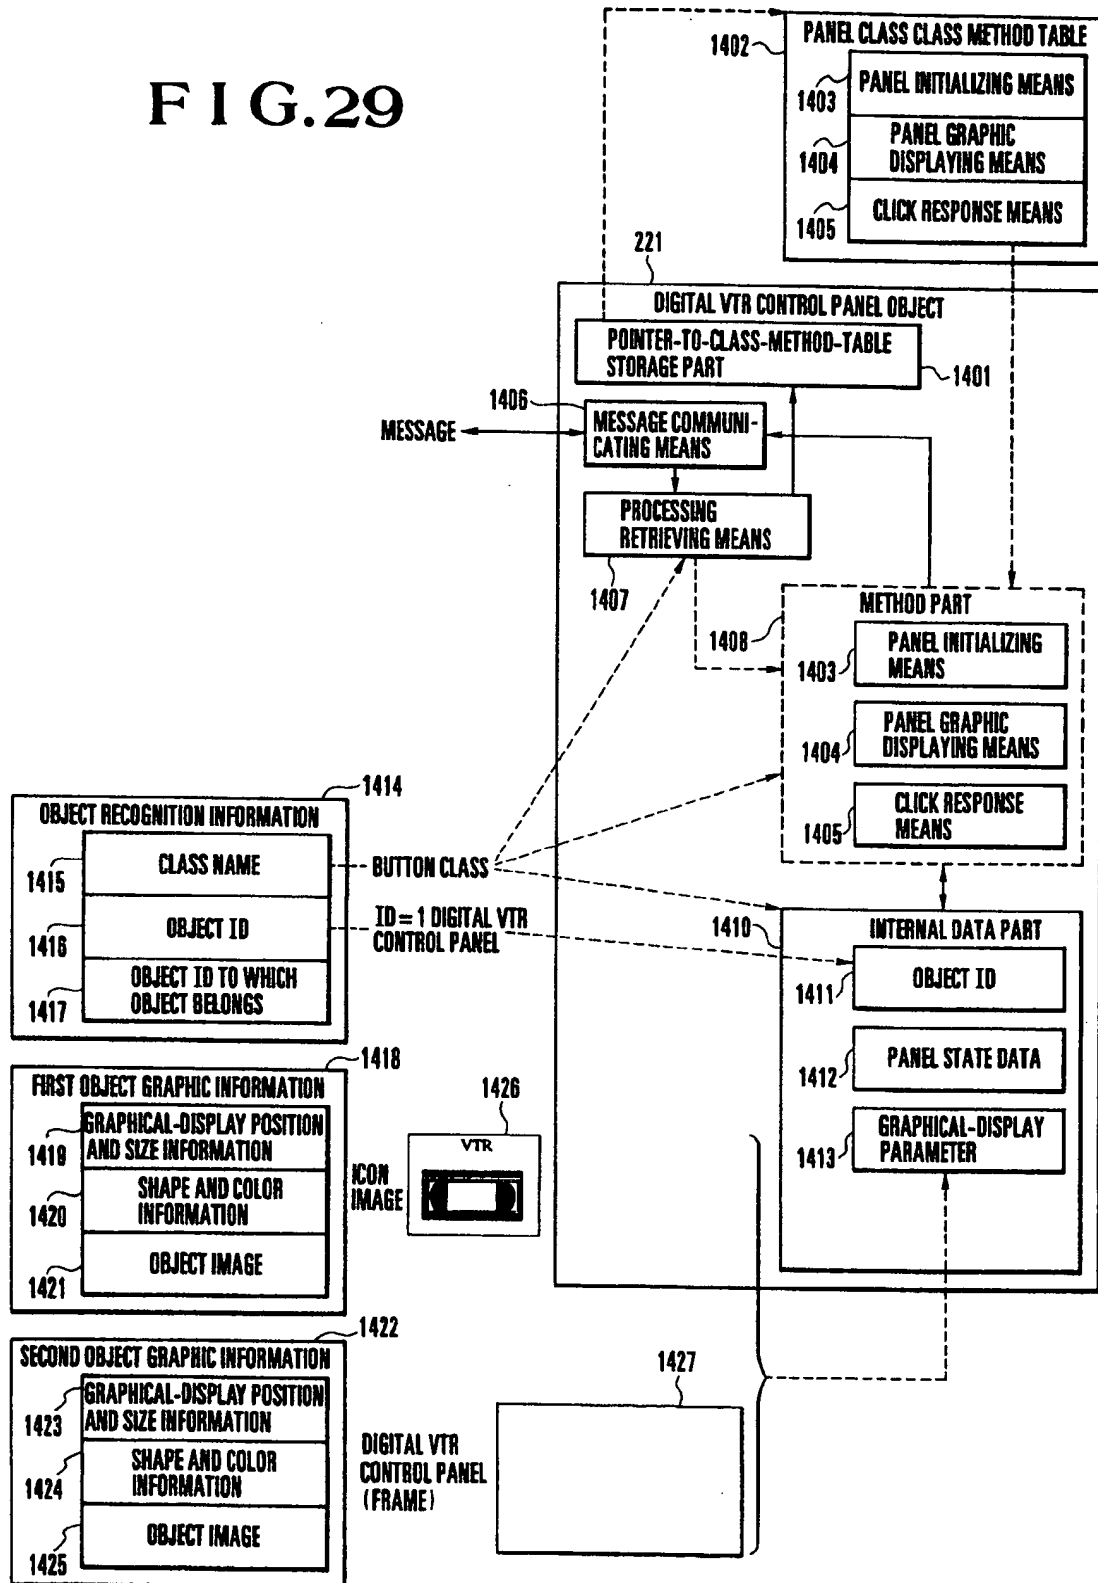 FIG.29
1402
PANEL CLASS CLASS METHOD TABLE
1403
PANEL INITIALIZING MEANS
1404
PANEL GRAPHIC
DISPLAYING MEANS
1405
CLICK RESPONSE MEANS
221
DIGITAL VTR CONTROL PANEL OBJECT
POINTER-TO-CLASS-METHOD-TABLE
STORAGE PART
1401
1406
MESSAGE
MESSAGE COMMUNI-
CATING MEANS
PROCESSING
RETRIEVING MEANS
1407
METHOD PART
1408
1403
PANEL INITIALIZING
MEANS
1404
PANEL GRAPHIC
DISPLAYING MEANS
1405
CLICK RESPONSE
MEANS
1414
OBJECT RECOGNITION INFORMATION
1415
CLASS NAME
BUTTON CLASS
1416
OBJECT ID
ID = 1 DIGITAL VTR
CONTROL PANEL
1417
OBJECT ID TO WHICH
OBJECT BELONGS
1410
INTERNAL DATA PART
1411
OBJECT ID
1412
PANEL STATE DATA
1413
GRAPHICAL-DISPLAY
PARAMETER
1418
FIRST OBJECT GRAPHIC INFORMATION
1419
GRAPHICAL-DISPLAY POSITION
AND SIZE INFORMATION
1420
SHAPE AND COLOR
INFORMATION
1421
OBJECT IMAGE
ICON
IMAGE
1426
VTR
1422
SECOND OBJECT GRAPHIC INFORMATION
1423
GRAPHICAL-DISPLAY POSITION
AND SIZE INFORMATION
1424
SHAPE AND COLOR
INFORMATION
1425
OBJECT IMAGE
DIGITAL VTR
CONTROL PANEL
(FRAME)
1427